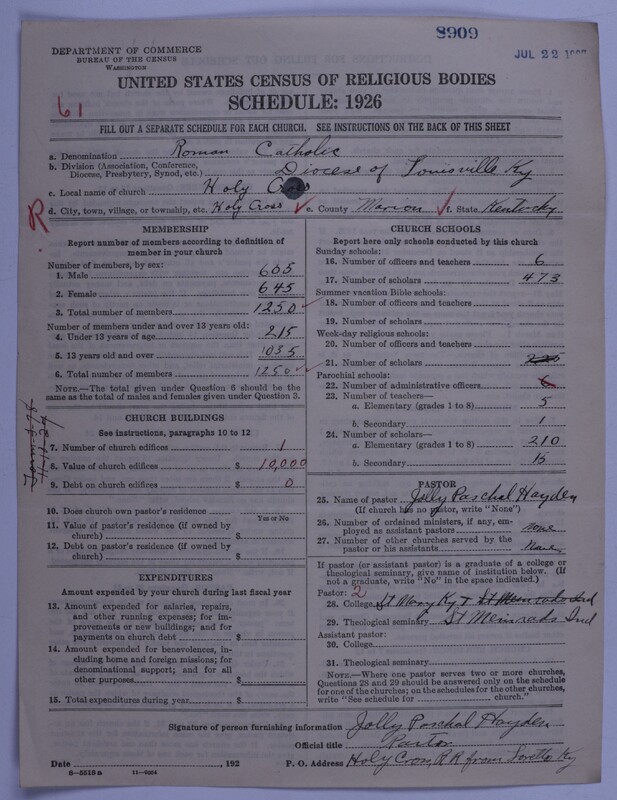 8909
JUL 22 192
DEPARTMENT OF COMMERCE
BUREAU OF THE CENSUS
WASHINGTON
UNITED STATES CENSUS OF RELIGIOUS BODIES
SCHEDULE: 1926
61
FILL OUT A SEPARATE SCHEDULE FOR EACH CHURCH. SEE INSTRUCTIONS ON THE BACK OF THIS SHEET
a. Denomination Roman Catholic
b. Division (Association, Conference, Diocese, Presbytery, Synod, etc.) Diocese of Louisville Ky
c. Local name of church Holy Cross
R. d. City, town, village, or township, etc. Holy Cross ✓ e. County Marion ✓ f. State Kentucky
MEMBERSHIP
Report number of members according to definition of
member in your church
Number of members, by sex:
1. Male 605
2. Female 645
3. Total number of members 1250 ✓
Number of members under and over 13 years old:
4. Under 13 years of age 215
5. 13 years old and over 1035
6. Total number of members 1250 ✓
NOTE.—The total given under Question 6 should be
same as the total of males and females given under Question 3.
CHURCH BUILDINGS
See instructions, paragraphs 10 to 12
7. Number of church edifices 1
8. Value of church edifices $ 10,000
9. Debt on church edifices $ 0
10. Does church own pastor's residence
Yes or No
11. Value of pastor's residence (if owned by
church) $
12. Debt on pastor's residence (if owned by
church) $
EXPENDITURES
Amount expended by your church during last fiscal year
13. Amount expended for salaries, repairs,
and other running expenses; for im-
provements or new buildings; and for
payments on church debt $
14. Amount expended for benevolences, in-
cluding home and foreign missions; for
denominational support; and for all
other purposes $
15. Total expenditures during year $
CHURCH SCHOOLS
Report here only schools conducted by this church
Sunday schools:
16. Number of officers and teachers 6
17. Number of scholars 473
Summer vacation Bible schools:
18. Number of officers and teachers
19. Number of scholars
Week-day religious schools:
20. Number of officers and teachers
21. Number of scholars
Parochial schools:
22. Number of administrative officers 6
23. Number of teachers—
a. Elementary (grades 1 to 8) 5
b. Secondary 1
24. Number of scholars—
a. Elementary (grades 1 to 8) 210
b. Secondary 15
PASTOR
25. Name of pastor Jolly Paschal Hayden
(If church has no pastor, write "None")
26. Number of ordained ministers, if any, em-
ployed as assistant pastors none
27. Number of other churches served by the
pastor or his assistants None
If pastor (or assistant pastor) is a graduate of a college or
theological seminary, give name of institution below. (If
not a graduate, write "No" in the space indicated.)
Pastor: 2
28. College St Mary Ky & St Meinrads Ind
29. Theological seminary St Meinrads Ind
Assistant pastor:
30. College
31. Theological seminary
NOTE.—Where one pastor serves two or more churches,
Questions 28 and 29 should be answered only on the schedule
for one of the churches; on the schedules for the other churches,
write "See schedule for church."
Signature of person furnishing information Jolly Paschal Hayden
Official title Pastor
Date , 192 P. O. Address Holy Cross, R R from Loretto Ky
6—5518 a 11—9564